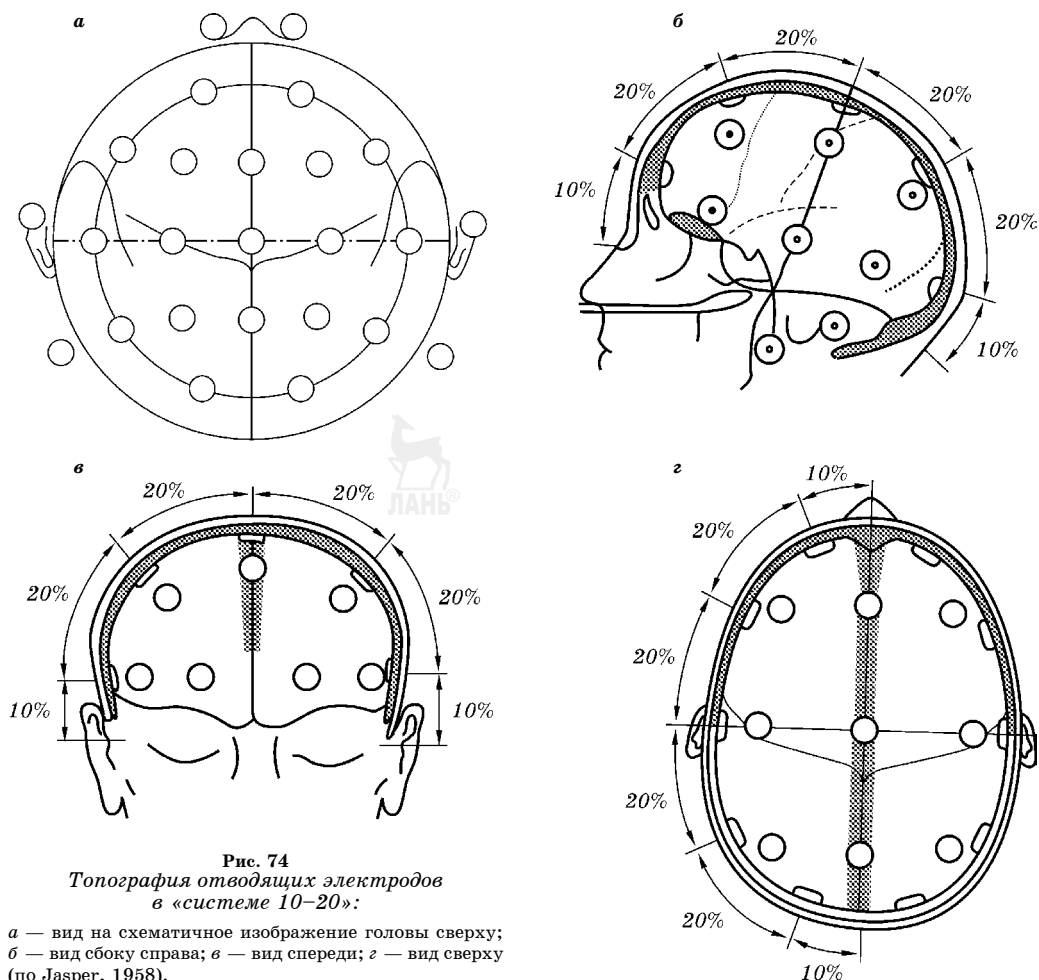 а
б
20%
20%
20%
10%
20%
10%
ЛАНЬ®
в
20%
20%
20%
20%
10%
10%
г
10%
20%
20%
20%
20%
10%
Рис. 74
Топография отводящих электродов
в «системе 10–20»:
а — вид на схематичное изображение головы сверху;
б — вид сбоку справа; в — вид спереди; г — вид сверху
(по Jasper, 1958).